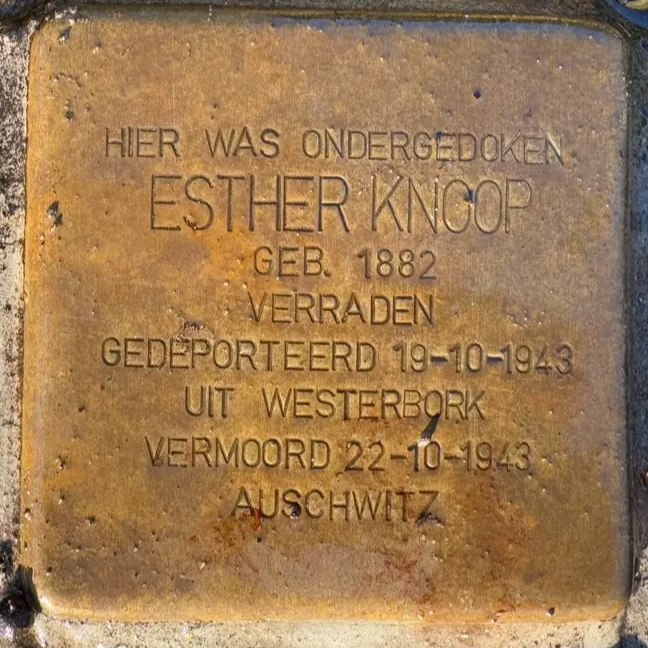 HIER WAS ONDERGEDOKEN
ESTHER KNOOP
GEB. 1882
VERRADEN
GEDEPORTEERD 19-10-1943
UIT WESTERBORK
VERMOORD 22-10-1943
AUSCHWITZ